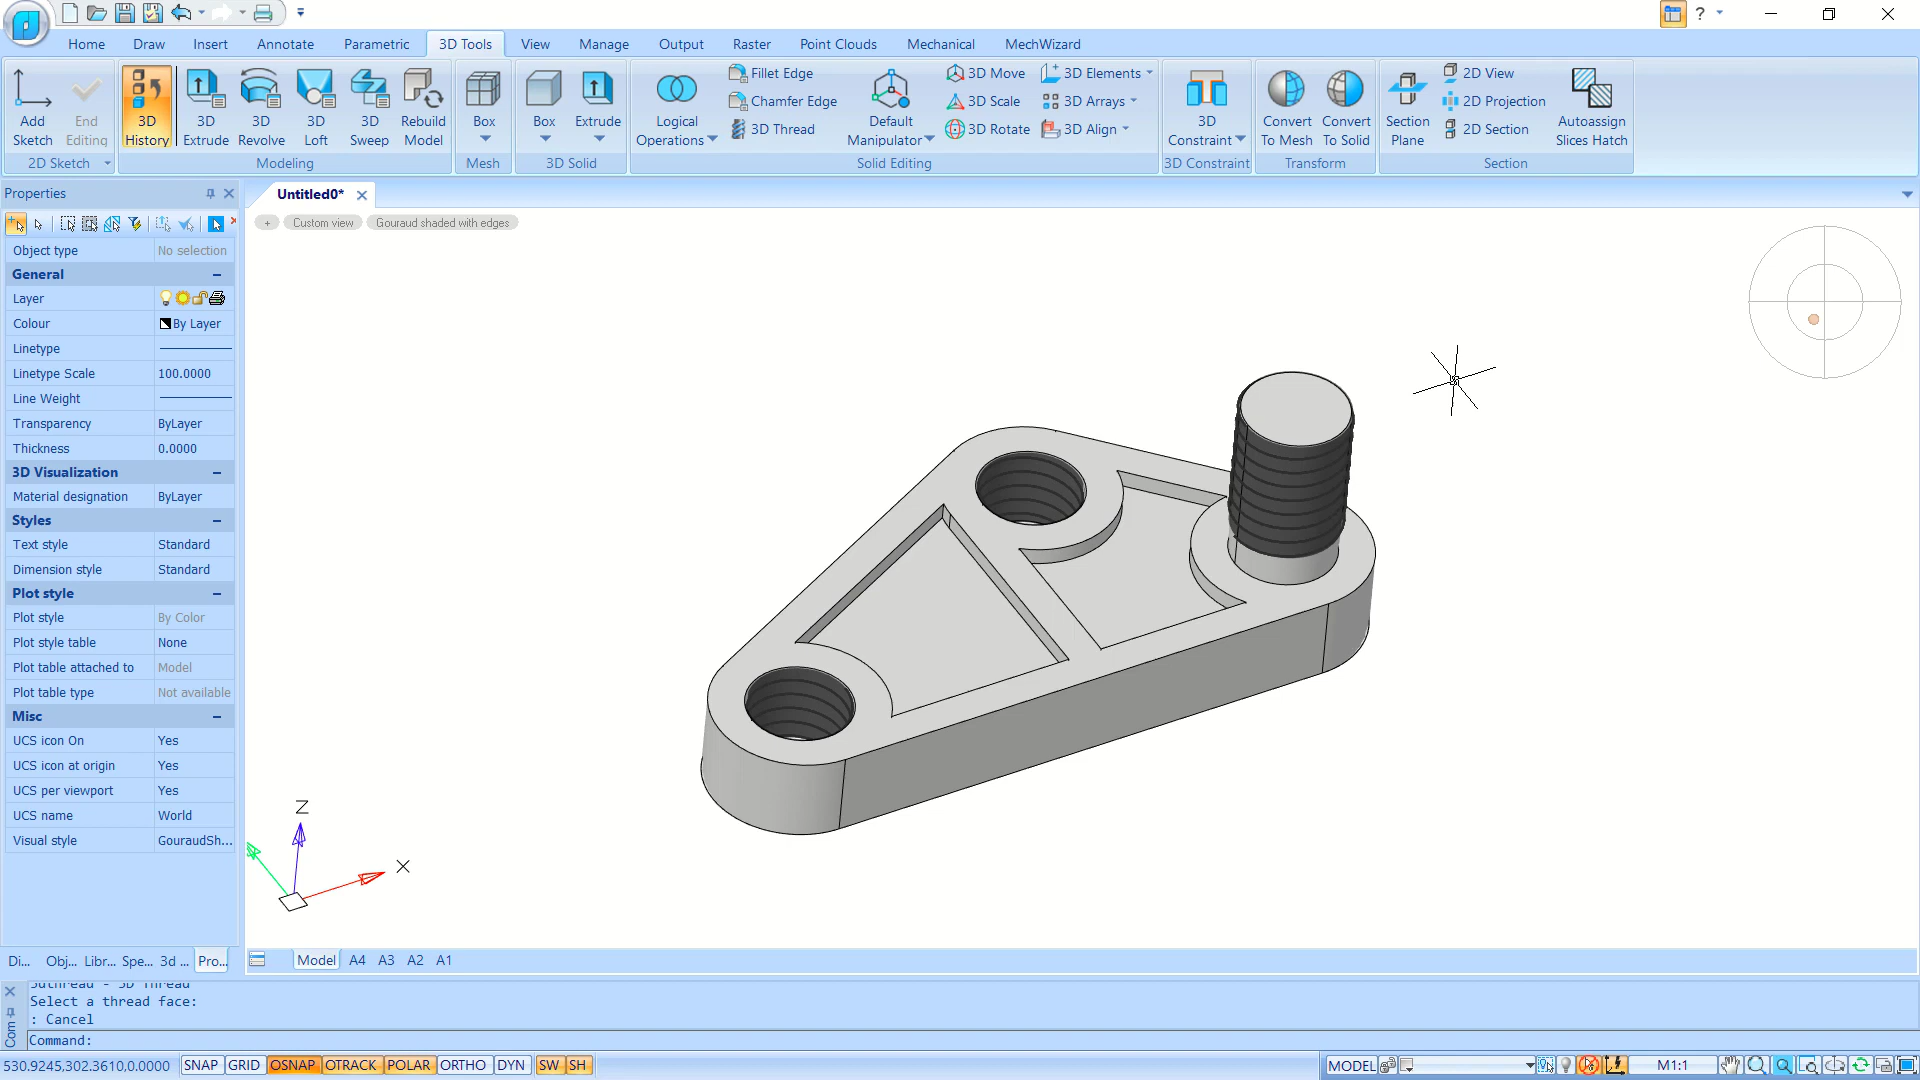 ?
Home Draw Insert Annotate Parametric 3D Tools View Manage Output Raster Point Clouds Mechanical MechWizard
Add Sketch
End Editing
3D History
3D Extrude
3D Revolve
3D Loft
3D Sweep
Rebuild Model
Box
Box
Extrude
Logical Operations
Fillet Edge
Chamfer Edge
3D Thread
Default Manipulator
3D Move
3D Scale
3D Rotate
3D Elements
3D Arrays
3D Align
3D Constraint
Convert To Mesh
Convert To Solid
Section Plane
2D View
2D Projection
2D Section
Autoassign Slices Hatch
2D Sketch Modeling Mesh 3D Solid Solid Editing 3D Constraint Transform Section
Properties
Untitled0*
+ Custom view Gouraud shaded with edges
Object type No selection
General
Layer
Colour By Layer
Linetype
Linetype Scale 100.0000
Line Weight
Transparency ByLayer
Thickness 0.0000
3D Visualization
Material designation ByLayer
Styles
Text style Standard
Dimension style Standard
Plot style
Plot style By Color
Plot style table None
Plot table attached to Model
Plot table type Not available
Misc
UCS icon On Yes
UCS icon at origin Yes
UCS per viewport Yes
UCS name World
Visual style GouraudSh...
Z
X
Di... Obj... Libr... Spe... 3d ... Pro...
Model A4 A3 A2 A1
Select a thread face:
: Cancel
Com
Command:
530.9245,302.3610,0.0000 SNAP GRID OSNAP OTRACK POLAR ORTHO DYN SW SH MODEL M1:1